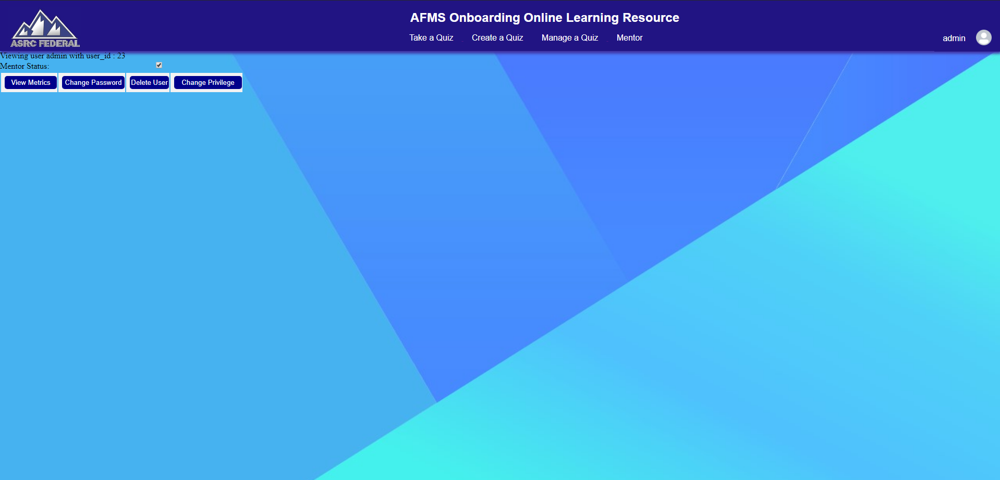 ASRC FEDERAL
AFMS Onboarding Online Learning Resource
Take a Quiz Create a Quiz Manage a Quiz Mentor
admin
Viewing user admin with user_id : 23
Mentor Status:
View Metrics Change Password Delete User Change Privilege